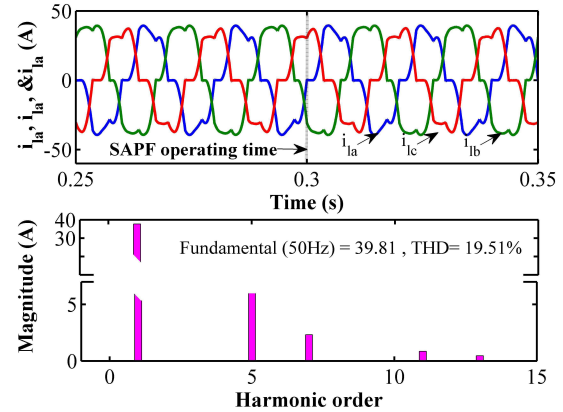 i_la, i_la, &i_la (A)
50
0
-50
SAPF operating time
i_la
i_lc
i_lb
0.25
0.3
0.35
Time (s)
Magnitude (A)
40
30
Fundamental (50Hz) = 39.81 , THD= 19.51%
5
0
0
5
10
15
Harmonic order